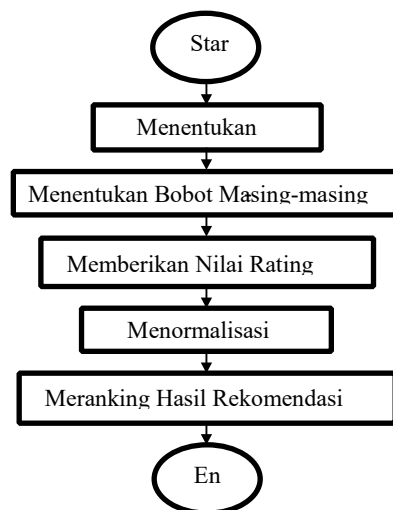 Star
Menentukan
Menentukan Bobot Masing-masing
Memberikan Nilai Rating
Menormalisasi
Meranking Hasil Rekomendasi
En